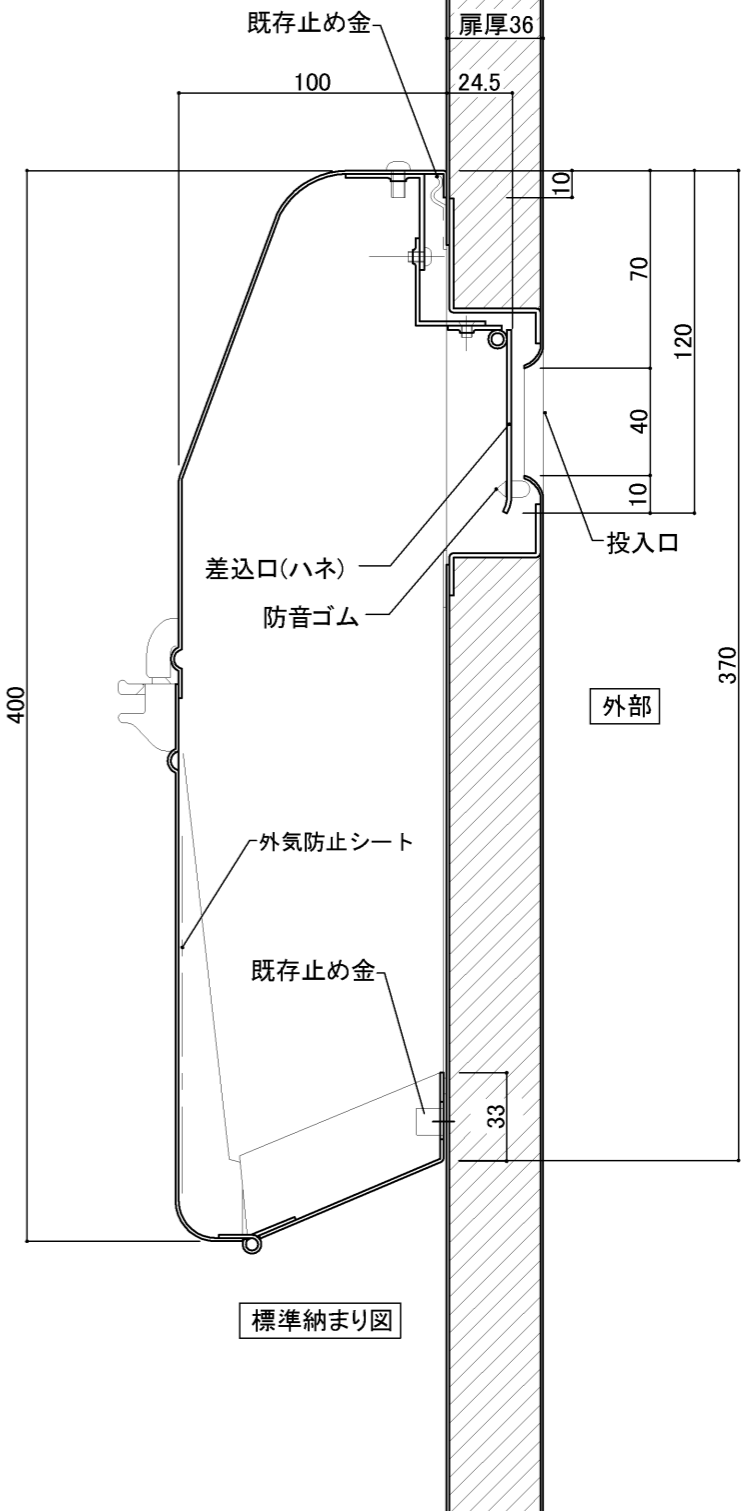 既存止め金
扉厚36
100
24.5
10
70
120
40
10
投入口
差込口(ハネ)
防音ゴム
370
400
外部
外気防止シート
既存止め金
33
標準納まり図